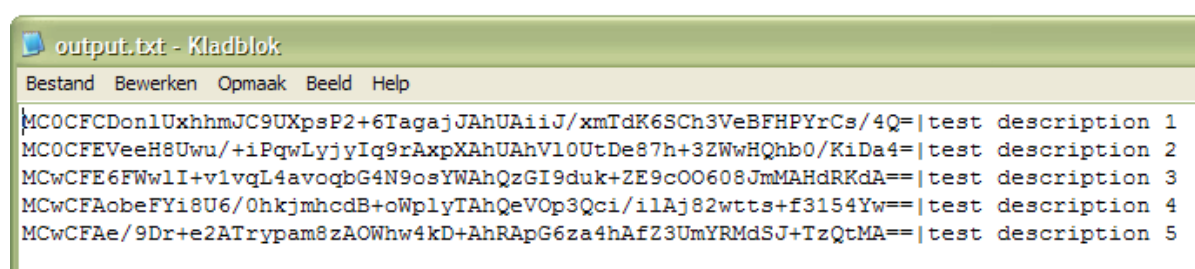 output.txt - Kladblok
Bestand Bewerken Opmaak Beeld Help
MC0CFCDonlUxhhmJC9UXpsP2+6TagajJAhUAiiJ/xmTdK6SCh3VeBFHPYrCs/4Q=|test description 1
MC0CFEVeeH8Uwu/+iPqwLyjyIq9rAxpXAhUAhVl0UtDe87h+3ZWwHQhb0/KiDa4=|test description 2
MCwCFE6FWwlI+v1vqL4avoqbG4N9osYWAhQzGI9duk+ZE9cOO608JmMAHdRKdA==|test description 3
MCwCFAobeFYi8U6/0hkjmhcdB+oWplyTAhQeVOp3Qci/ilAj82wtts+f3154Yw==|test description 4
MCwCFAe/9Dr+e2ATrypam8zAOWhw4kD+AhRApG6za4hAfZ3UmYRMdSJ+TzQtMA==|test description 5